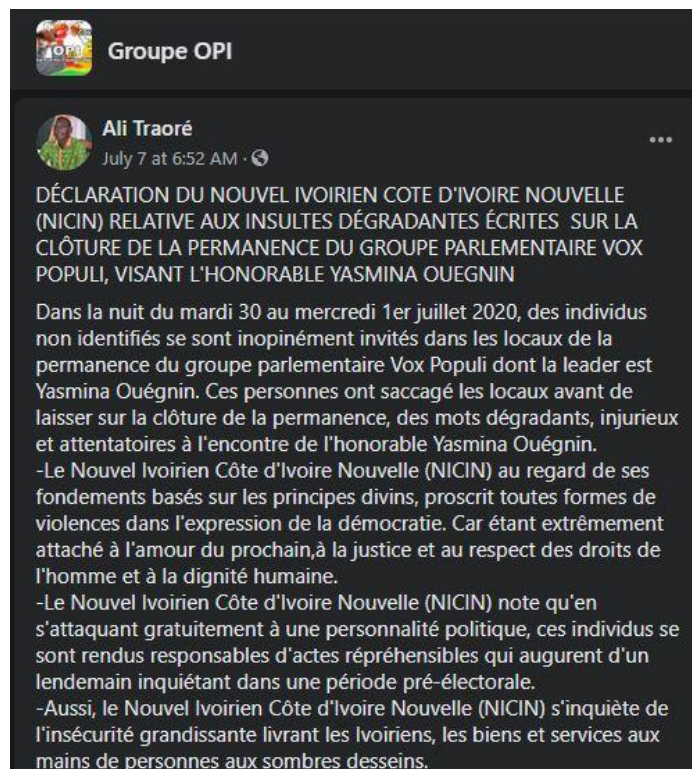 OPI
Groupe OPI
Ali Traoré
July 7 at 6:52 AM ·
DÉCLARATION DU NOUVEL IVOIRIEN COTE D'IVOIRE NOUVELLE
(NICIN) RELATIVE AUX INSULTES DÉGRADANTES ÉCRITES SUR LA
CLÔTURE DE LA PERMANENCE DU GROUPE PARLEMENTAIRE VOX
POPULI, VISANT L'HONORABLE YASMINA OUEGNIN
Dans la nuit du mardi 30 au mercredi 1er juillet 2020, des individus
non identifiés se sont inopinément invités dans les locaux de la
permanence du groupe parlementaire Vox Populi dont la leader est
Yasmina Ouégnin. Ces personnes ont saccagé les locaux avant de
laisser sur la clôture de la permanence, des mots dégradants, injurieux
et attentatoires à l'encontre de l'honorable Yasmina Ouégnin.
-Le Nouvel Ivoirien Côte d'Ivoire Nouvelle (NICIN) au regard de ses
fondements basés sur les principes divins, proscrit toutes formes de
violences dans l'expression de la démocratie. Car étant extrêmement
attaché à l'amour du prochain,à la justice et au respect des droits de
l'homme et à la dignité humaine.
-Le Nouvel Ivoirien Côte d'Ivoire Nouvelle (NICIN) note qu'en
s'attaquant gratuitement à une personnalité politique, ces individus se
sont rendus responsables d'actes répréhensibles qui augurent d'un
lendemain inquiétant dans une période pré-électorale.
-Aussi, le Nouvel Ivoirien Côte d'Ivoire Nouvelle (NICIN) s'inquiète de
l'insécurité grandissante livrant les Ivoiriens, les biens et services aux
mains de personnes aux sombres desseins.